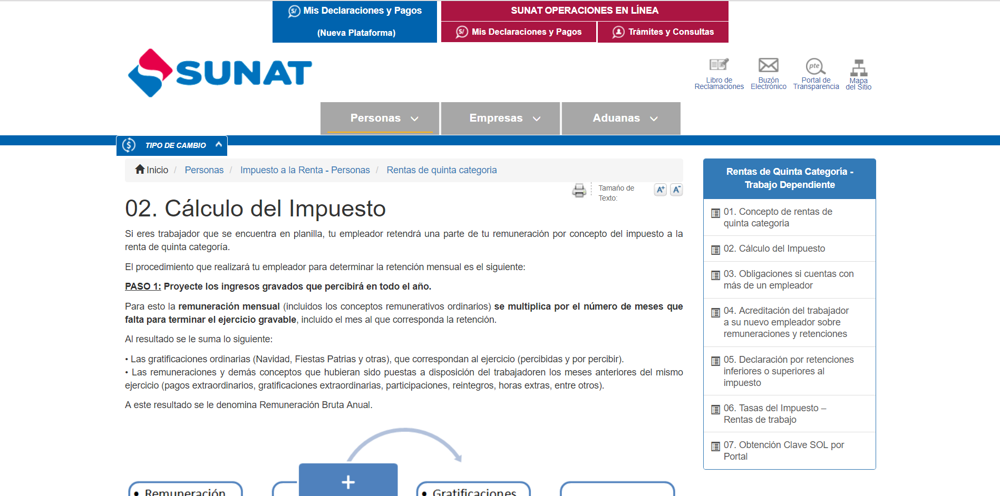 Mis Declaraciones y Pagos
(Nueva Plataforma)
SUNAT OPERACIONES EN LÍNEA
Mis Declaraciones y Pagos
Trámites y Consultas
SUNAT
Libro de
Reclamaciones
Buzón
Electrónico
pte
Portal de
Transparencia
Mapa
del Sitio
Personas
Empresas
Aduanas
TIPO DE CAMBIO
Inicio / Personas / Impuesto a la Renta - Personas / Rentas de quinta categoria
Tamaño de
Texto:
A+ A-
02. Cálculo del Impuesto
Si eres trabajador que se encuentra en planilla, tu empleador retendrá una parte de tu remuneración por concepto del impuesto a la
renta de quinta categoría.
El procedimiento que realizará tu empleador para determinar la retención mensual es el siguiente:
PASO 1: Proyecte los ingresos gravados que percibirá en todo el año.
Para esto la remuneración mensual (incluidos los conceptos remunerativos ordinarios) se multiplica por el número de meses que
falta para terminar el ejercicio gravable, incluido el mes al que corresponda la retención.
Al resultado se le suma lo siguiente:
• Las gratificaciones ordinarias (Navidad, Fiestas Patrias y otras), que correspondan al ejercicio (percibidas y por percibir).
• Las remuneraciones y demás conceptos que hubieran sido puestas a disposición del trabajadoren los meses anteriores del mismo
ejercicio (pagos extraordinarios, gratificaciones extraordinarias, participaciones, reintegros, horas extras, entre otros).
A este resultado se le denomina Remuneración Bruta Anual.
+
• Remuneración
• Gratificaciones
Rentas de Quinta Categoría -
Trabajo Dependiente
01. Concepto de rentas de
quinta categoria
02. Cálculo del Impuesto
03. Obligaciones si cuentas con
más de un empleador
04. Acreditación del trabajador
a su nuevo empleador sobre
remuneraciones y retenciones
05. Declaración por retenciones
inferiores o superiores al
impuesto
06. Tasas del Impuesto –
Rentas de trabajo
07. Obtención Clave SOL por
Portal